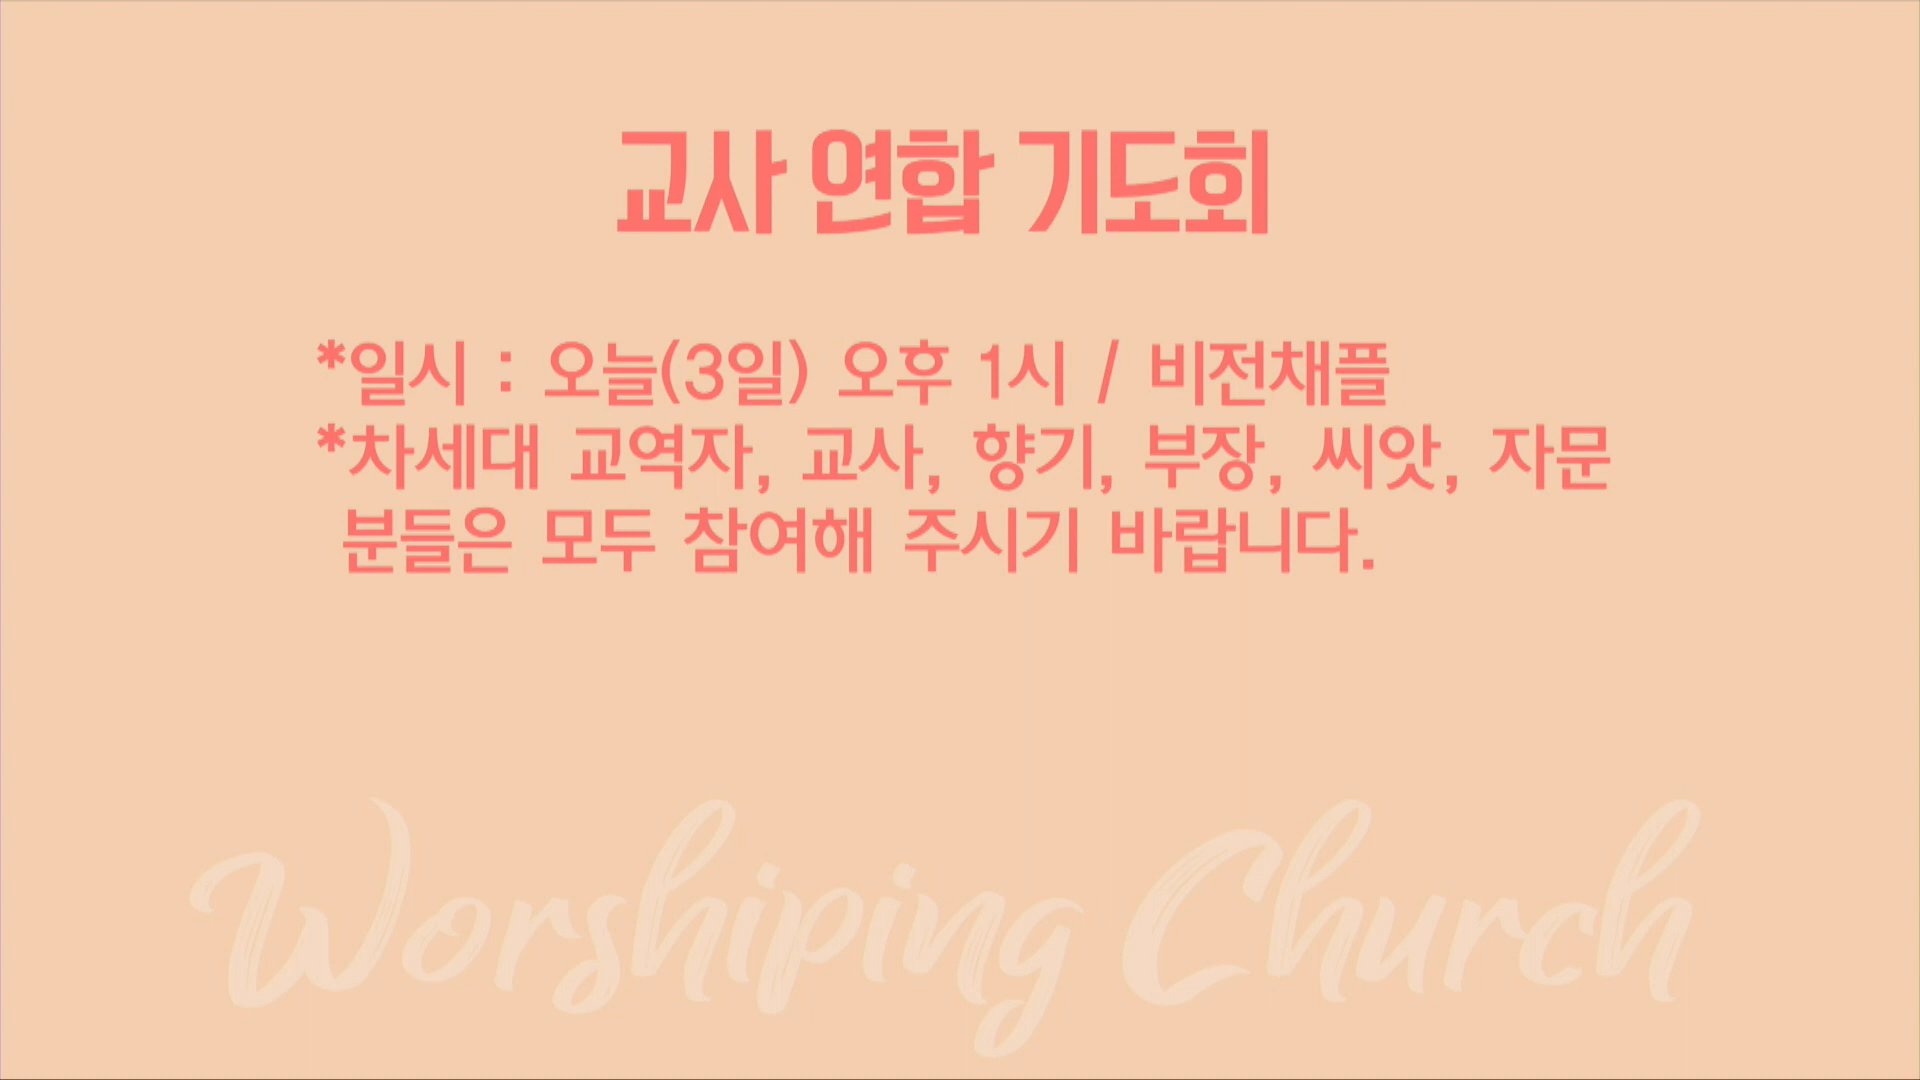 교사 연합 기도회
*일시 : 오늘(3일) 오후 1시 / 비전채플
*차세대 교역자, 교사, 향기, 부장, 씨앗, 자문
분들은 모두 참여해 주시기 바랍니다.
Worshiping Church